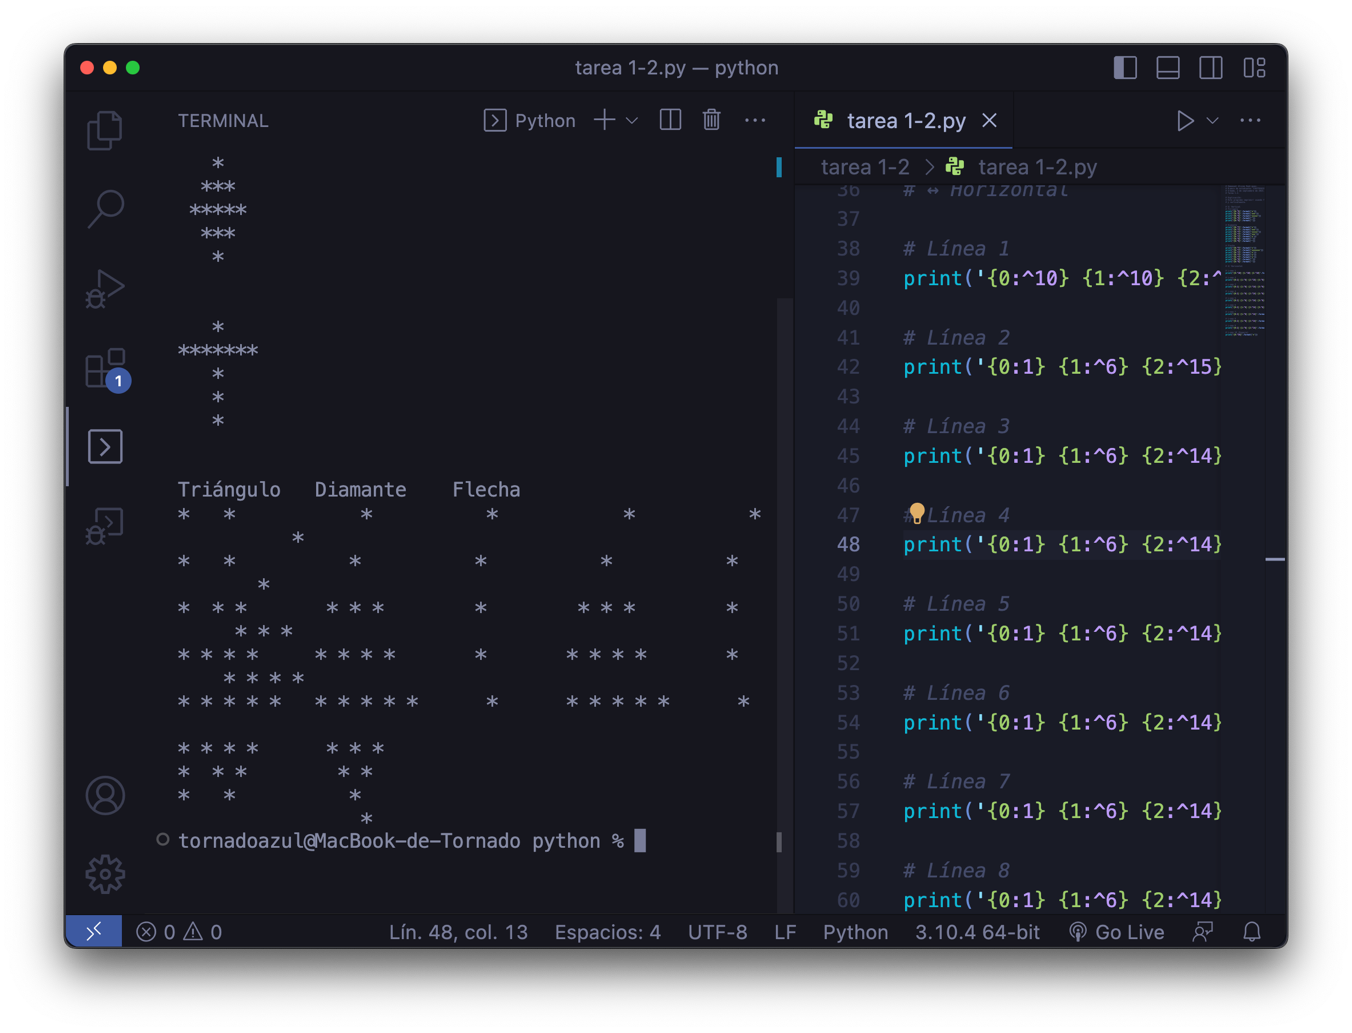 tarea 1-2.py — python
TERMINAL
Python
*
***
*****
***
*
*
*******
*
*
*
Triángulo Diamante Flecha
* * * * * *
*
* * * * * *
*
* * * * * * * * * * *
* * *
* * * * * * * * * * * * * *
* * * *
* * * * * * * * * * * * * * * * *
* * * * * * *
* * * * *
* * *
*
tornadoazul@MacBook-de-Tornado python %
1
tarea 1-2.py
tarea 1-2 > tarea 1-2.py
36 # ↔ Horizontal
37
38 # Línea 1
39 print('{0:^10} {1:^10} {2:^
40
41 # Línea 2
42 print('{0:1} {1:^6} {2:^15}
43
44 # Línea 3
45 print('{0:1} {1:^6} {2:^14}
46
47 # Línea 4
48 print('{0:1} {1:^6} {2:^14}
49
50 # Línea 5
51 print('{0:1} {1:^6} {2:^14}
52
53 # Línea 6
54 print('{0:1} {1:^6} {2:^14}
55
56 # Línea 7
57 print('{0:1} {1:^6} {2:^14}
58
59 # Línea 8
60 print('{0:1} {1:^6} {2:^14}
0 0 Lín. 48, col. 13 Espacios: 4 UTF-8 LF Python 3.10.4 64-bit Go Live